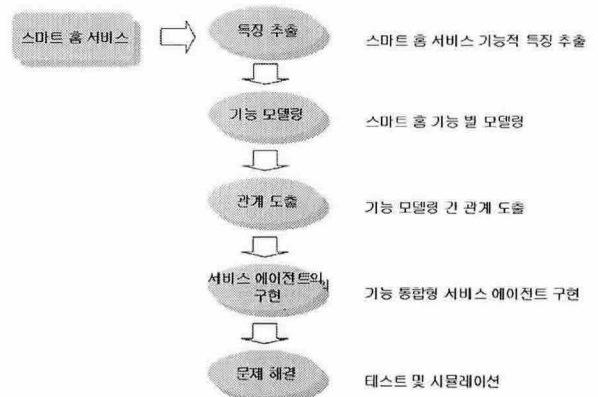 스마트 홈 서비스
특징 추출
스마트 홈 서비스 기능적 특징 추출
기능 모델링
스마트 홈 기능 별 모델링
관계 도출
기능 모델링 간 관계 도출
서비스 에이전트의
구현
기능 통합형 서비스 에이전트 구현
문제 해결
테스트 및 시뮬레이션